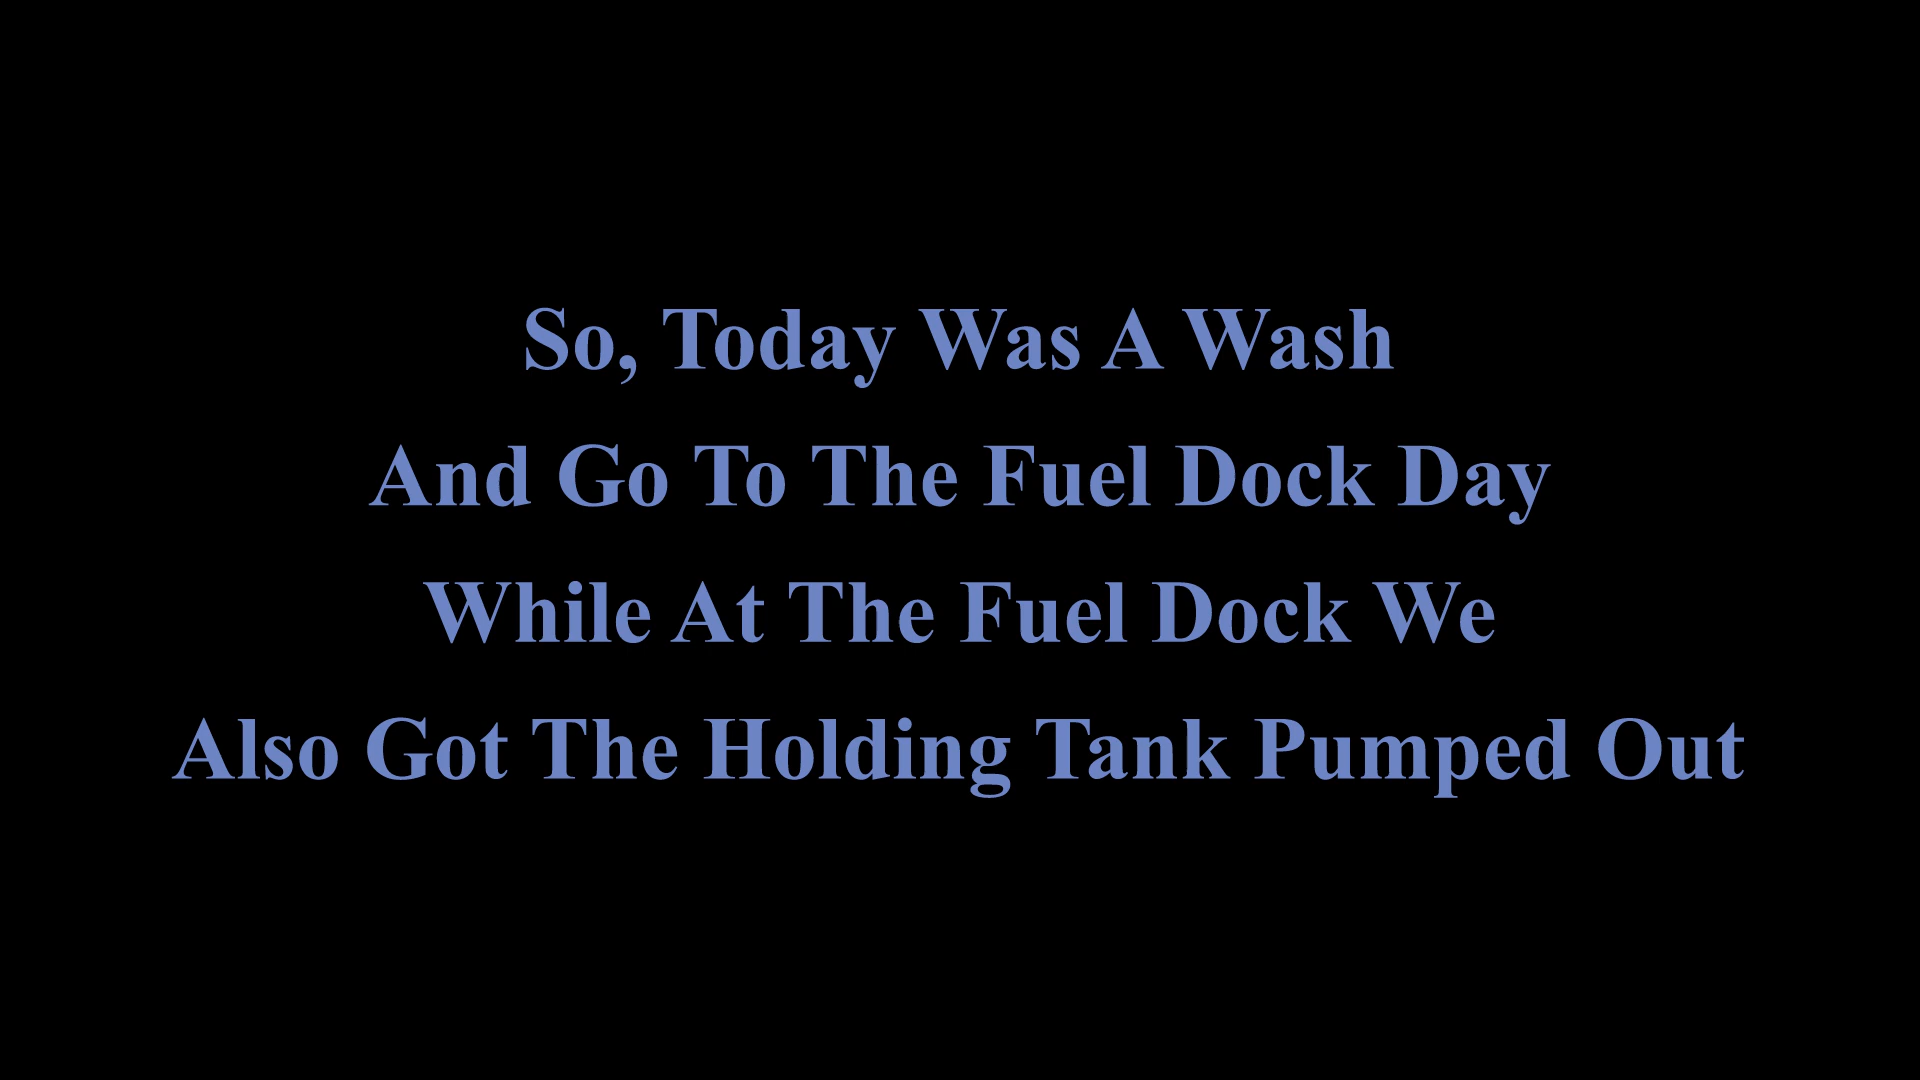 So, Today Was A Wash
And Go To The Fuel Dock Day
While At The Fuel Dock We
Also Got The Holding Tank Pumped Out